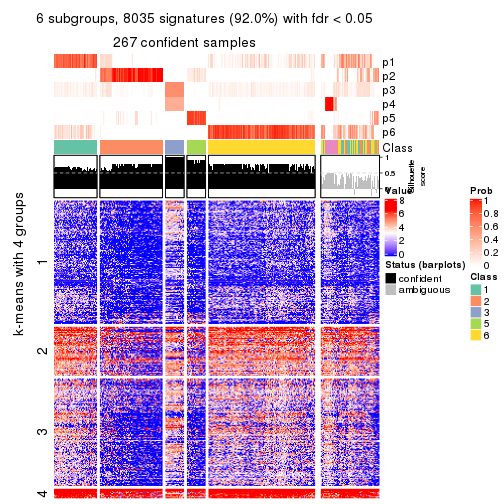 6 subgroups, 8035 signatures (92.0%) with fdr < 0.05
267 confident samples
p1
p2
p3
p4
p5
p6
Class
1
0.5
0
Silhouette
score
k-means with 4 groups
1
2
3
4
Value
8
6
4
2
0
Status (barplots)
confident
ambiguous
Prob
1
0.8
0.6
0.4
0.2
0
Class
1
2
3
5
6